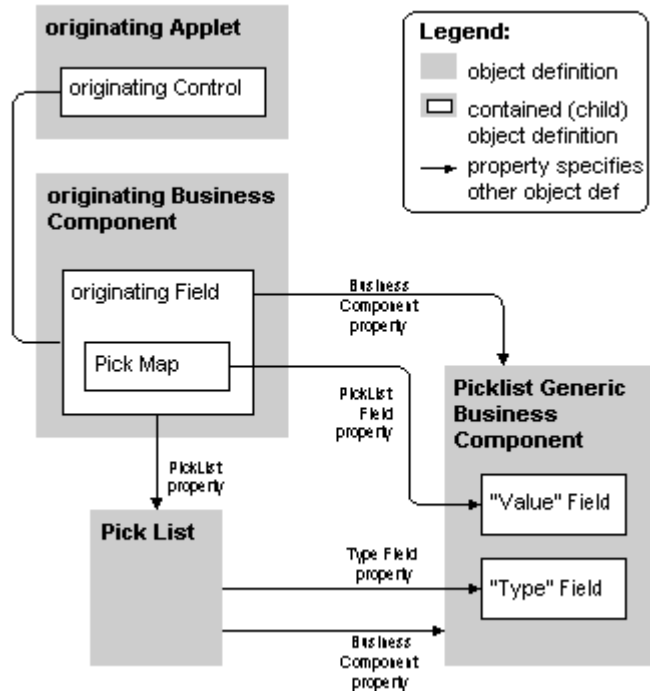 originating Applet
originating Control
Legend:
object definition
contained (child)
object definition
property specifies
other object def
originating Business
Component
originating Field
Pick Map
Business
Component
property
PickList
Field
property
Picklist Generic
Business
Component
"Value" Field
"Type" Field
PickList
property
Pick List
Type Field
property
Business
Component
property